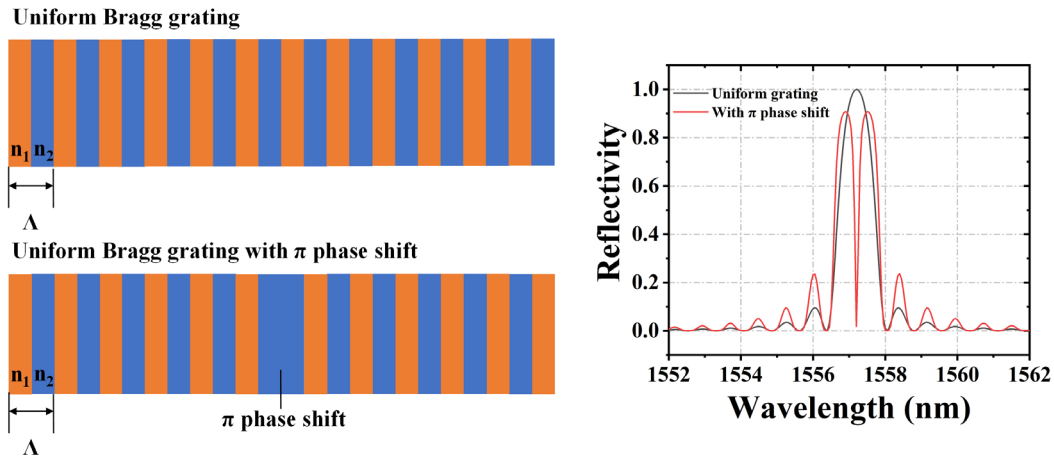 Uniform Bragg grating
n₁ n₂
Λ
Uniform Bragg grating with π phase shift
n₁ n₂
Λ
π phase shift
Uniform grating
With π phase shift
Reflectivity
1.0
0.8
0.6
0.4
0.2
0.0
1552 1554 1556 1558 1560 1562
Wavelength (nm)